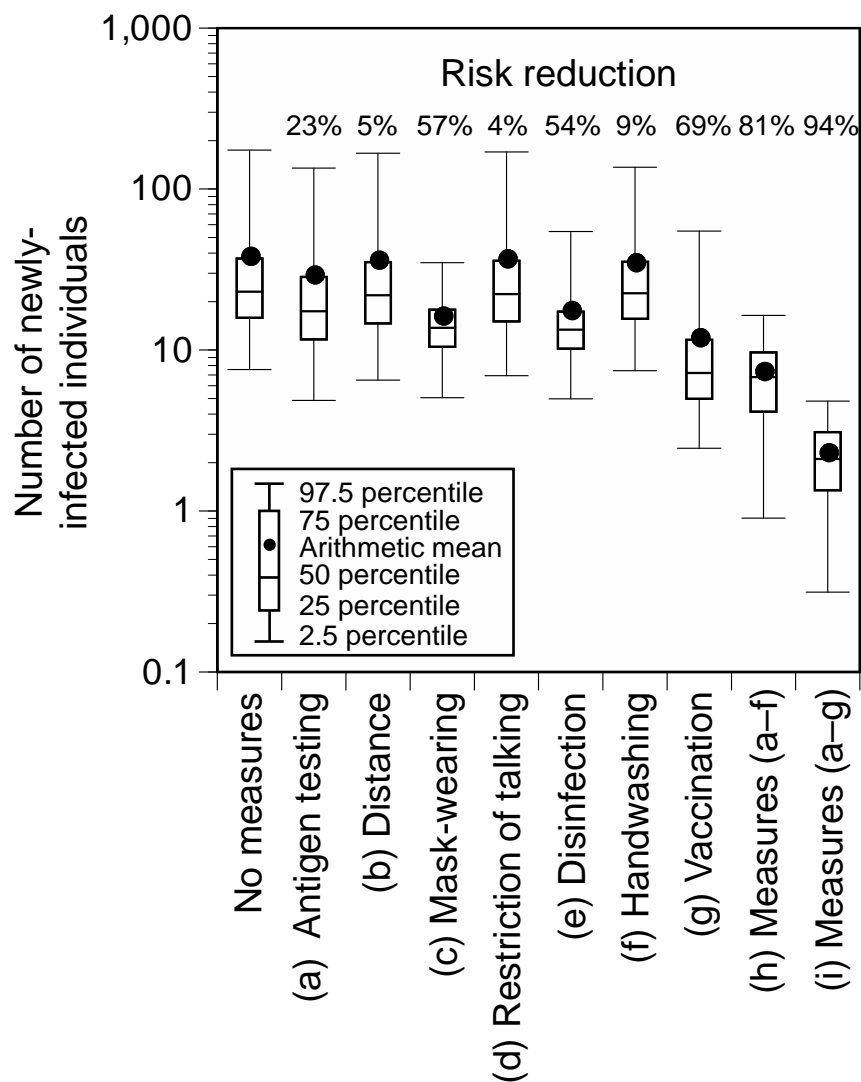 1,000
100
10
1
0.1
Number of newly-
infected individuals
Risk reduction
23% 5% 57% 4% 54% 9% 69% 81% 94%
97.5 percentile
75 percentile
Arithmetic mean
50 percentile
25 percentile
2.5 percentile
No measures
(a) Antigen testing
(b) Distance
(c) Mask-wearing
(d) Restriction of talking
(e) Disinfection
(f) Handwashing
(g) Vaccination
(h) Measures (a–f)
(i) Measures (a–g)